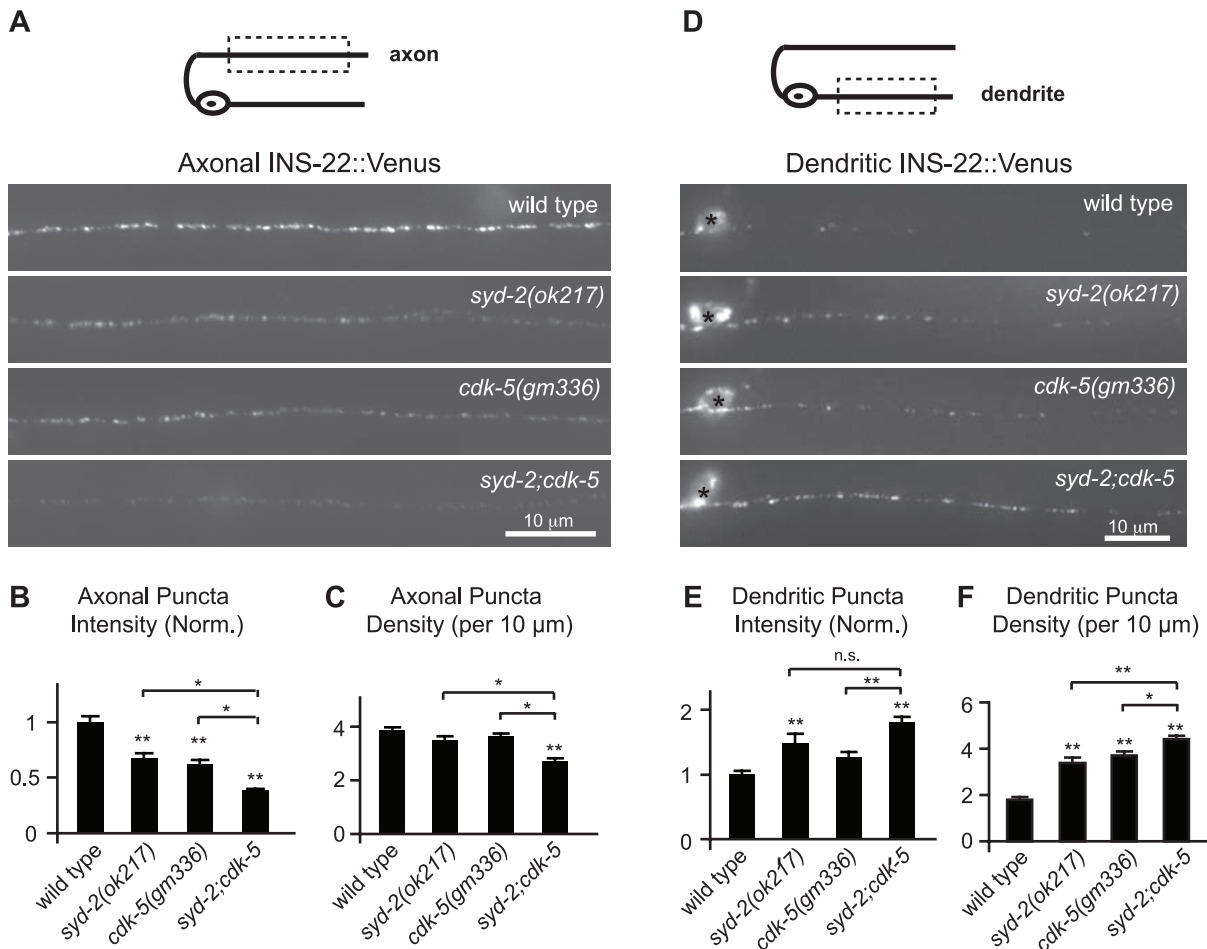 A
axon
Axonal INS-22::Venus
wild type
syd-2(ok217)
cdk-5(gm336)
syd-2;cdk-5
10 μm
D
dendrite
Dendritic INS-22::Venus
wild type
*
syd-2(ok217)
*
cdk-5(gm336)
*
syd-2;cdk-5
*
10 μm
B
Axonal Puncta
Intensity (Norm.)
*
*
1
**
**
0.5
**
0
wild type
syd-2(ok217)
cdk-5(gm336)
syd-2;cdk-5
C
Axonal Puncta
Density (per 10 μm)
*
*
4
**
2
0
wild type
syd-2(ok217)
cdk-5(gm336)
syd-2;cdk-5
E
Dendritic Puncta
Intensity (Norm.)
n.s.
**
2
**
**
1
0
wild type
syd-2(ok217)
cdk-5(gm336)
syd-2;cdk-5
F
Dendritic Puncta
Density (per 10 μm)
**
*
6
**
**
**
4
2
0
wild type
syd-2(ok217)
cdk-5(gm336)
syd-2;cdk-5